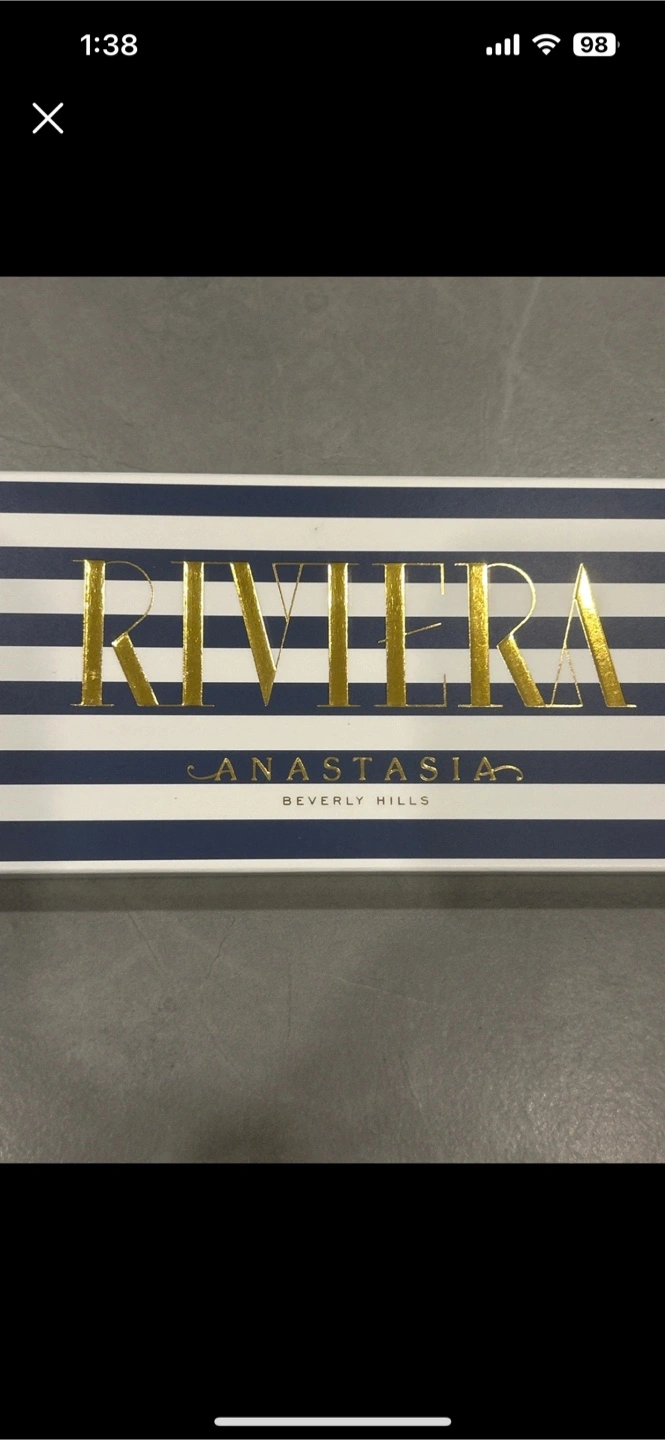 1:38
98
RIVIERA
ANASTASIA
BEVERLY HILLS